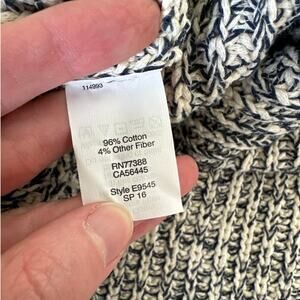 114993
96% Cotton
4% Other Fiber
RN77388
CA56445
Style E9545
SP 16